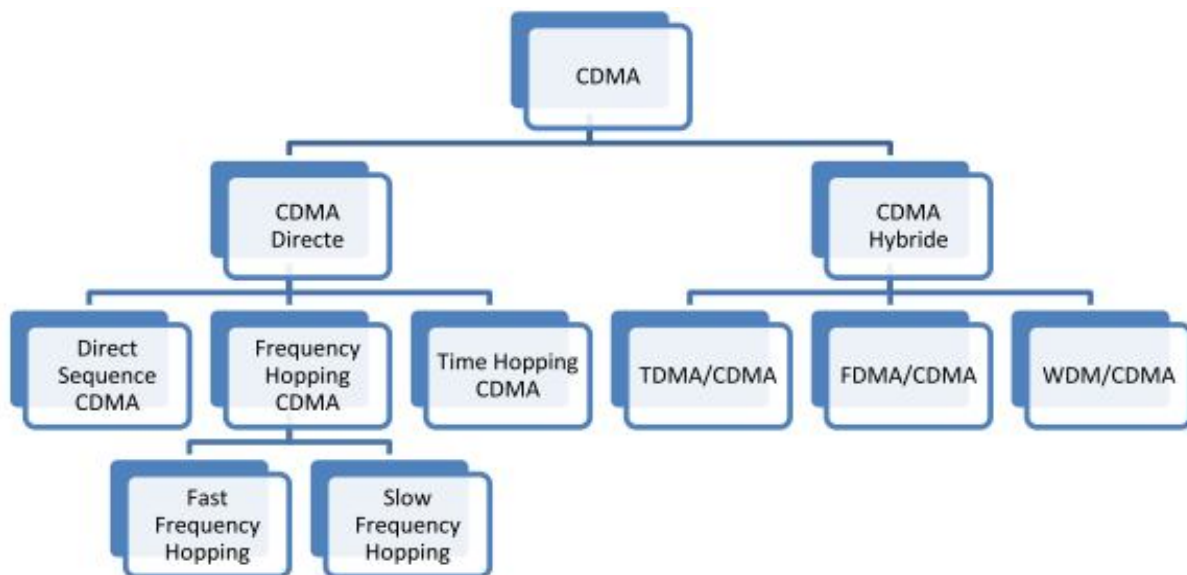 CDMA
CDMA
Directe
CDMA
Hybride
Direct
Sequence
CDMA
Frequency
Hopping
CDMA
Time Hopping
CDMA
TDMA/CDMA
FDMA/CDMA
WDM/CDMA
Fast
Frequency
Hopping
Slow
Frequency
Hopping